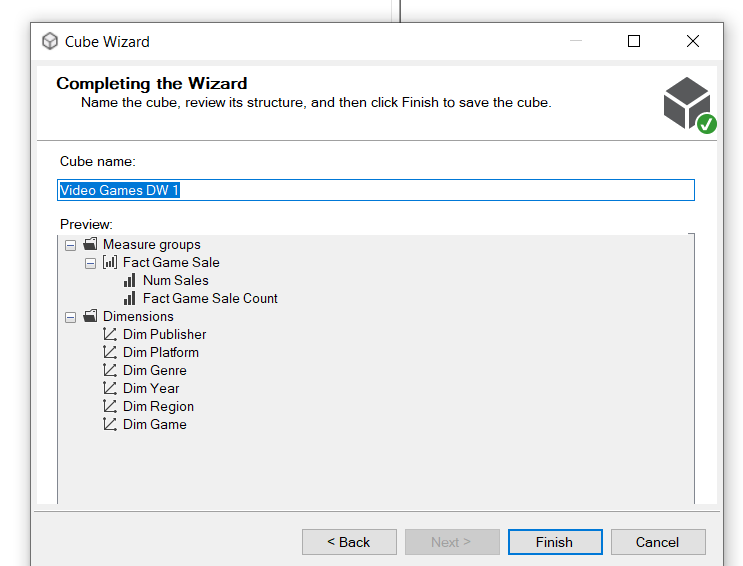 Cube Wizard
Completing the Wizard
Name the cube, review its structure, and then click Finish to save the cube.
Cube name:
Video Games DW 1
Preview:
Measure groups
Fact Game Sale
Num Sales
Fact Game Sale Count
Dimensions
Dim Publisher
Dim Platform
Dim Genre
Dim Year
Dim Region
Dim Game
< Back
Next >
Finish
Cancel